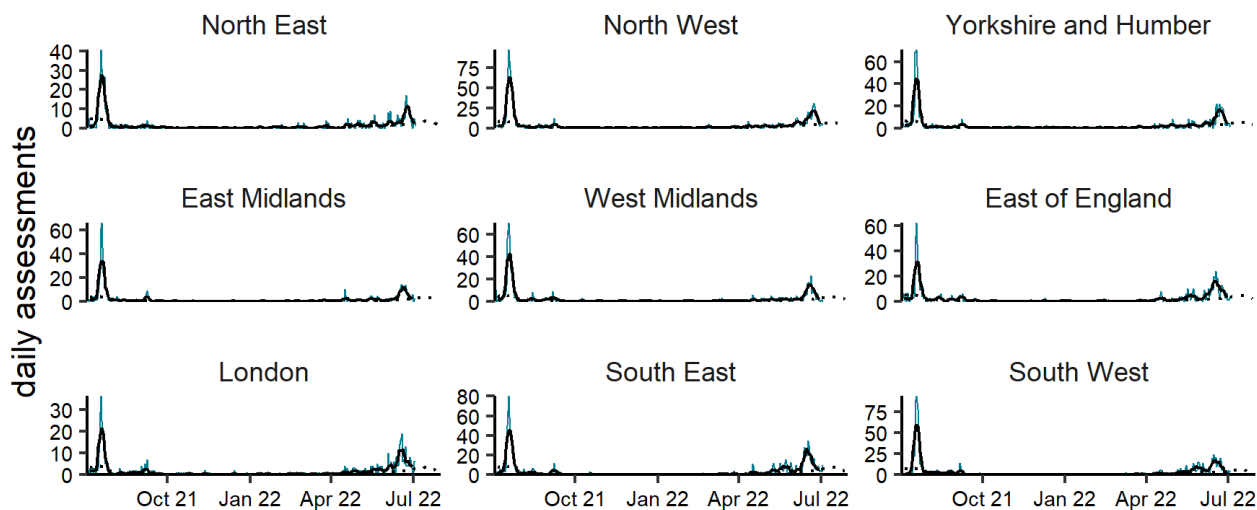 North East
North West
Yorkshire and Humber
40
30
20
10
0
75
50
25
0
60
40
20
0
daily assessments
East Midlands
West Midlands
East of England
60
40
20
0
60
40
20
0
60
40
20
0
London
South East
South West
30
20
10
0
80
60
40
20
0
75
50
25
0
Oct 21 Jan 22 Apr 22 Jul 22
Oct 21 Jan 22 Apr 22 Jul 22
Oct 21 Jan 22 Apr 22 Jul 22